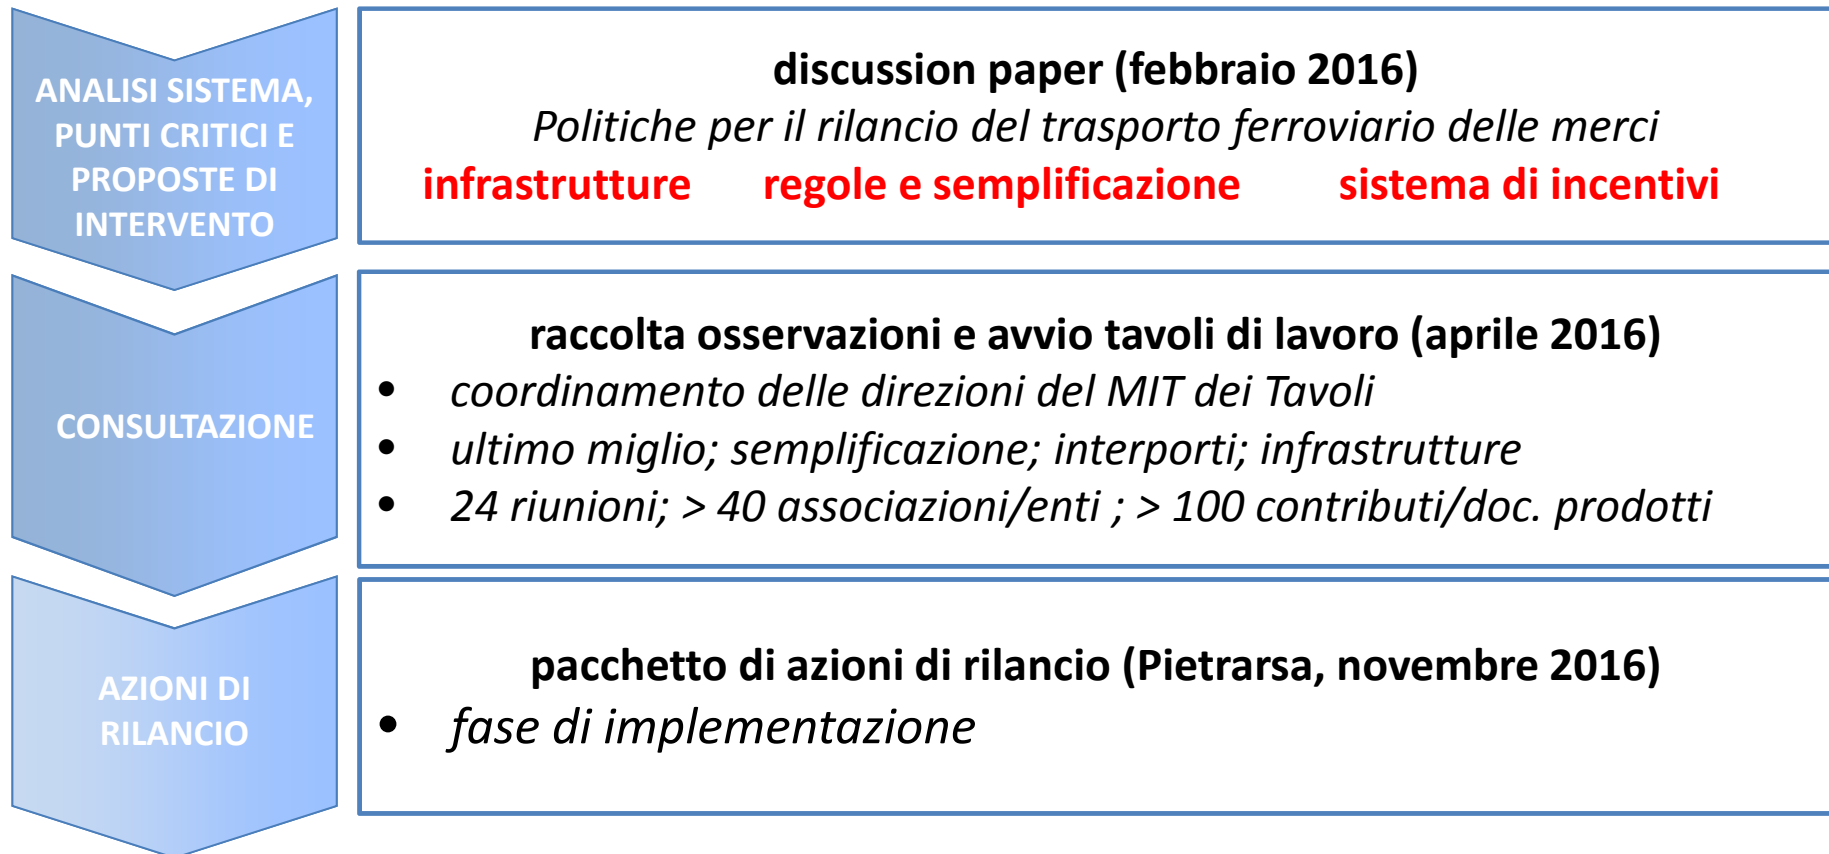 ANALISI SISTEMA,
PUNTI CRITICI E
PROPOSTE DI
INTERVENTO
discussion paper (febbraio 2016)
Politiche per il rilancio del trasporto ferroviario delle merci
infrastrutture regole e semplificazione sistema di incentivi
CONSULTAZIONE
raccolta osservazioni e avvio tavoli di lavoro (aprile 2016)
• coordinamento delle direzioni del MIT dei Tavoli
• ultimo miglio; semplificazione; interporti; infrastrutture
• 24 riunioni; > 40 associazioni/enti ; > 100 contributi/doc. prodotti
AZIONI DI
RILANCIO
pacchetto di azioni di rilancio (Pietrarsa, novembre 2016)
• fase di implementazione